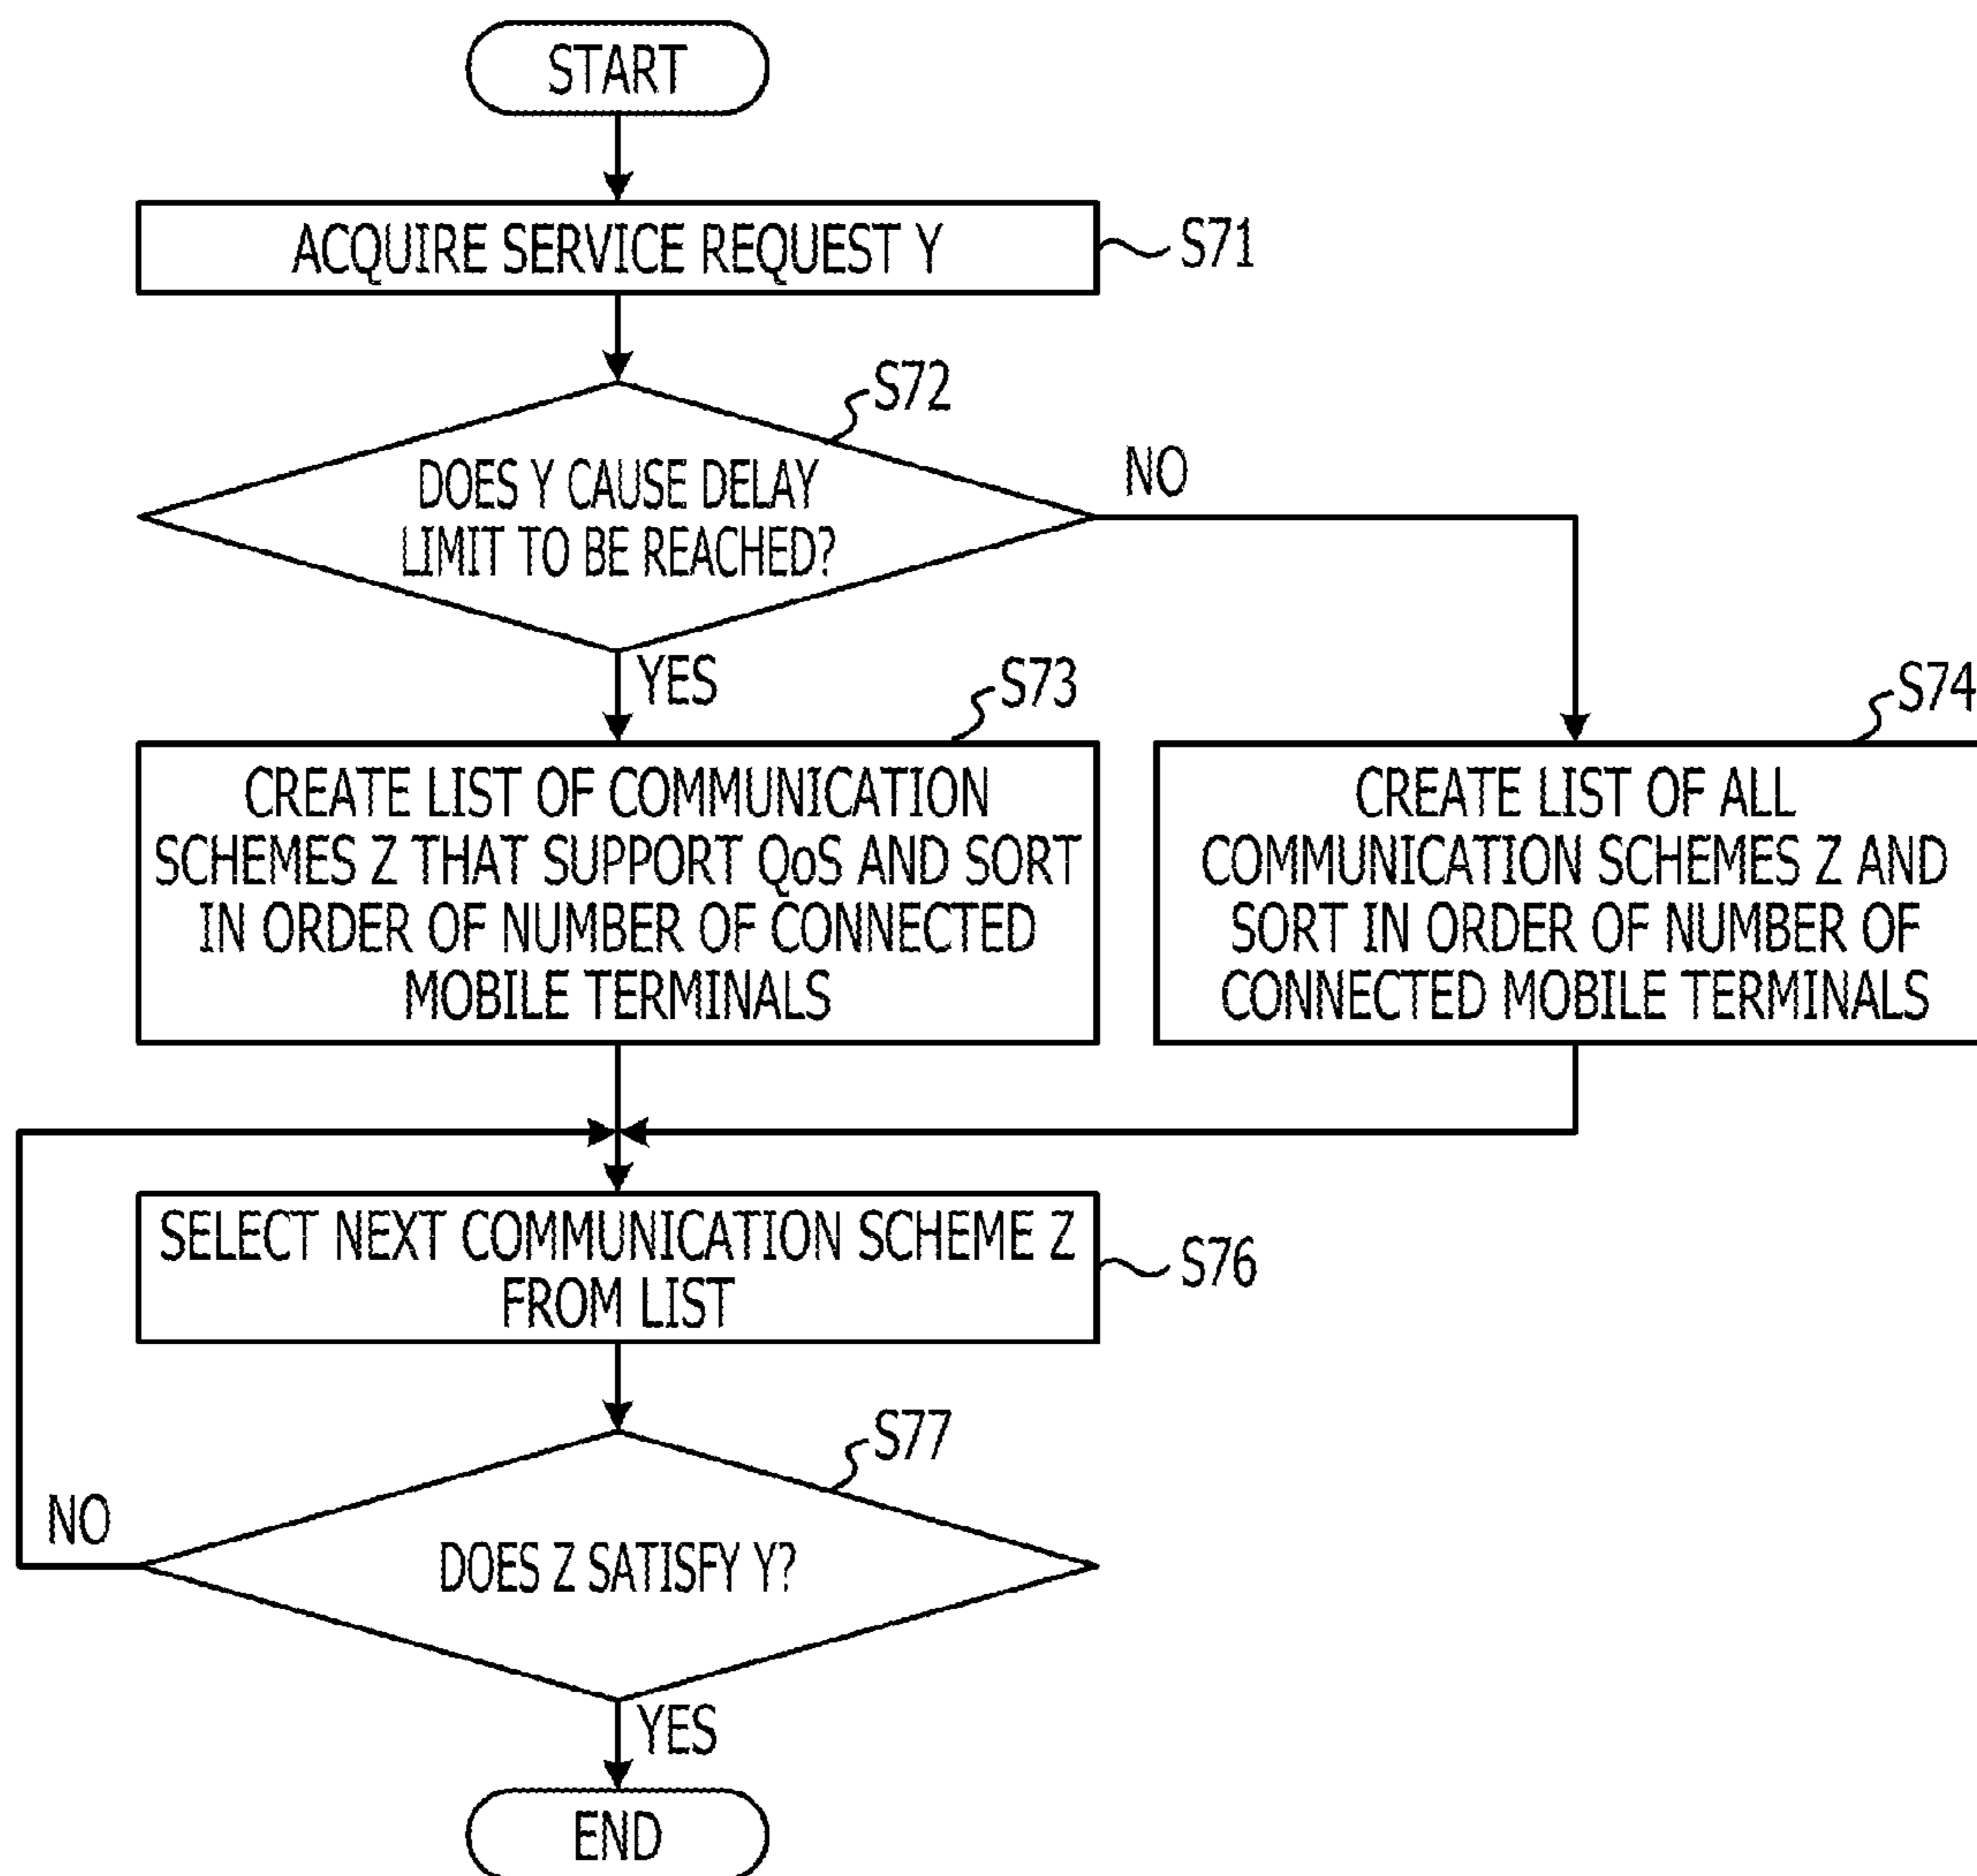 START
ACQUIRE SERVICE REQUEST Y
S71
S72
DOES Y CAUSE DELAY
LIMIT TO BE REACHED?
NO
YES
S73
CREATE LIST OF COMMUNICATION
SCHEMES Z THAT SUPPORT QoS AND SORT
IN ORDER OF NUMBER OF CONNECTED
MOBILE TERMINALS
S74
CREATE LIST OF ALL
COMMUNICATION SCHEMES Z AND
SORT IN ORDER OF NUMBER OF
CONNECTED MOBILE TERMINALS
SELECT NEXT COMMUNICATION SCHEME Z
FROM LIST
S76
S77
DOES Z SATISFY Y?
NO
YES
END